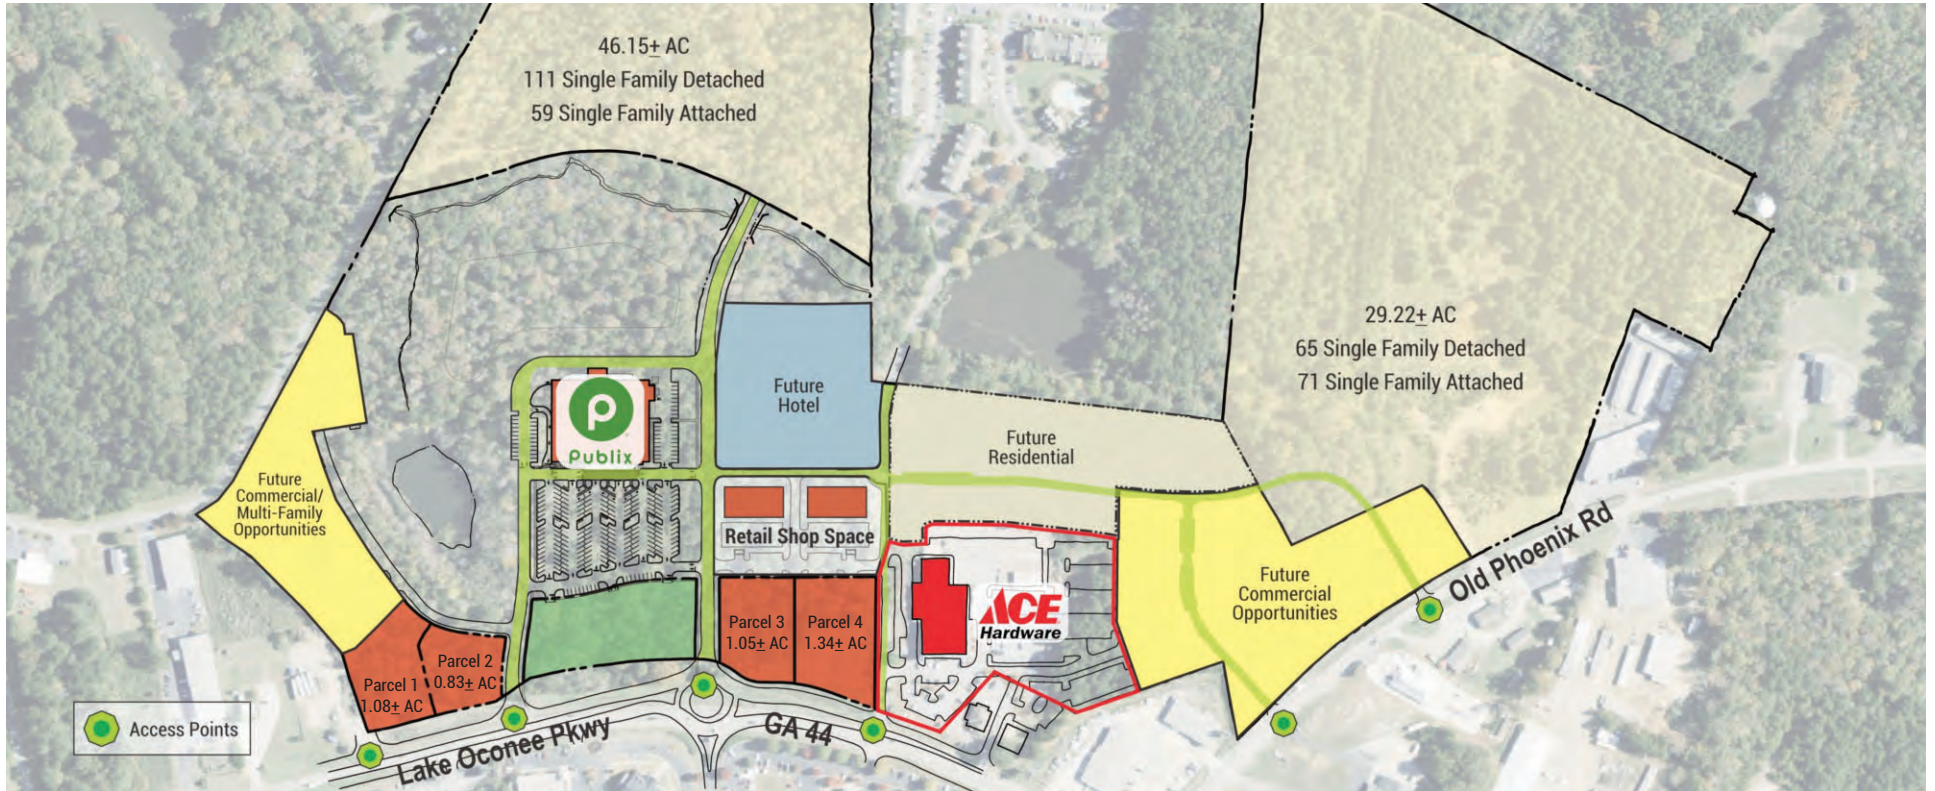 46.15± AC
111 Single Family Detached
59 Single Family Attached
29.22± AC
65 Single Family Detached
71 Single Family Attached
Future
Hotel
Publix
Future
Residential
Future
Commercial/
Multi-Family
Opportunities
Retail Shop Space
Old Phoenix Rd
Future
Commercial
Opportunities
ACE
Hardware
Parcel 3
1.05± AC
Parcel 4
1.34± AC
Parcel 2
0.83± AC
Parcel 1
1.08± AC
Access Points
Lake Oconee Pkwy
GA 44